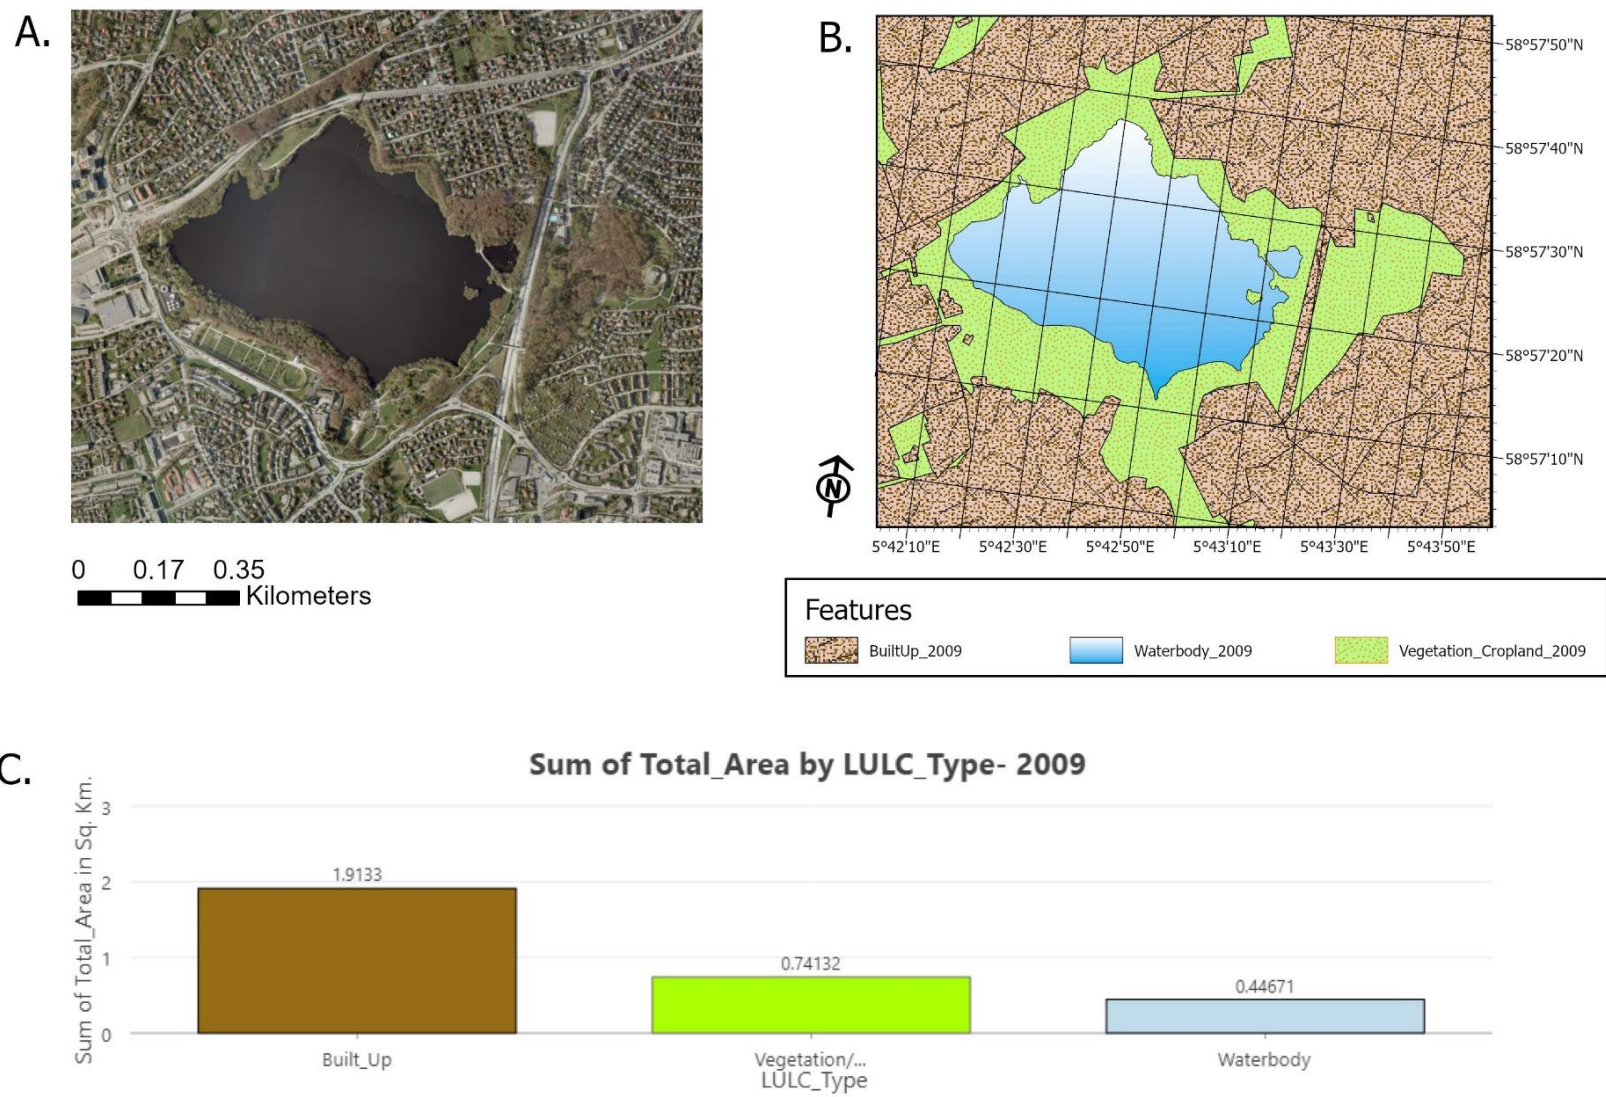 A.
B.
58°57'50"N
58°57'40"N
58°57'30"N
58°57'20"N
58°57'10"N
N
5°42'10"E 5°42'30"E 5°42'50"E 5°43'10"E 5°43'30"E 5°43'50"E
0 0.17 0.35
Kilometers
Features
BuiltUp_2009 Waterbody_2009 Vegetation_Cropland_2009
C.
Sum of Total_Area by LULC_Type- 2009
Sum of Total_Area in Sq. Km.
3
2
1
0
1.9133
0.74132
0.44671
Built_Up Vegetation/... Waterbody
LULC_Type